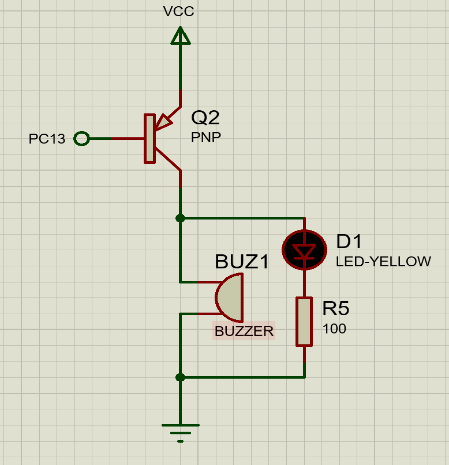 VCC
Q2
PNP
PC13
D1
LED-YELLOW
BUZ1
BUZZER
R5
100